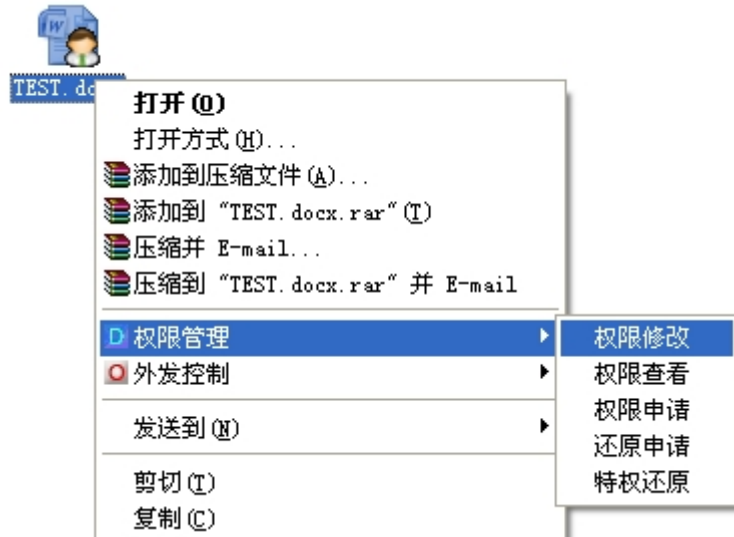 TEST. do
打开(O)
打开方式(H)...
添加到压缩文件(A)...
添加到 "TEST.docx.rar"(T)
压缩并 E-mail...
压缩到 "TEST.docx.rar" 并 E-mail
权限管理
外发控制
发送到(N)
剪切(T)
复制(C)
权限修改
权限查看
权限申请
还原申请
特权还原